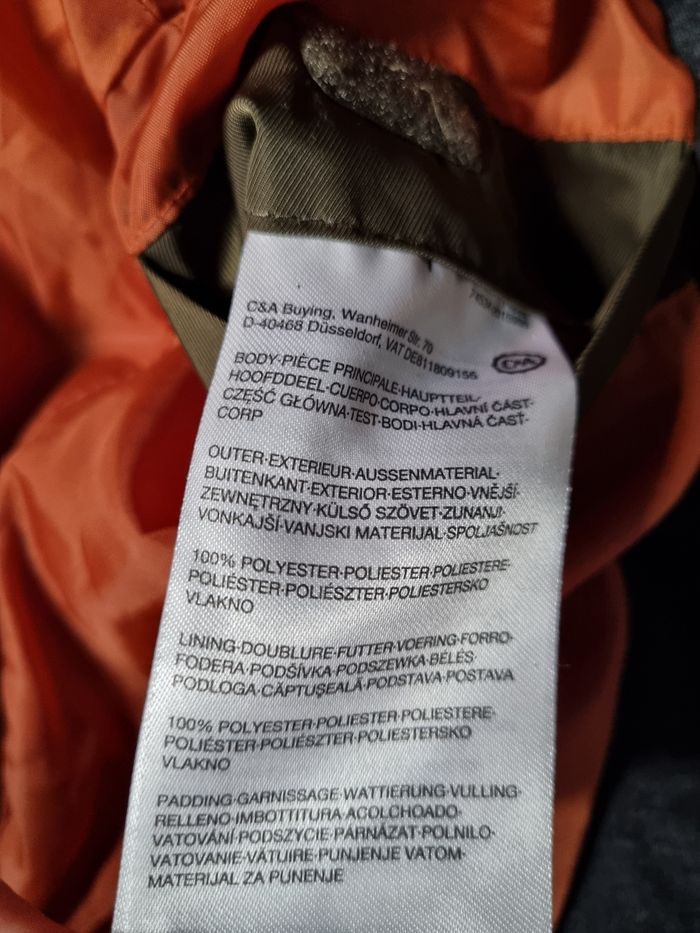 C&A Buying, Wanheimer Str. 70
D-40468 Düsseldorf, VAT DE811809156
C&A
BODY·PIÈCE PRINCIPALE·HAUPTTEIL·
HOOFDDEEL·CUERPO·CORPO·HLAVNÍ ČÁST·
CZĘŚĆ GŁÓWNA·TEST·BODI·HLAVNÁ ČASŤ·
CORP
OUTER·EXTERIEUR·AUSSENMATERIAL·
BUITENKANT·EXTERIOR·ESTERNO·VNĚJŠÍ·
ZEWNĘTRZNY·KÜLSŐ SZÖVET·ZUNANJI·
VONKAJŠÍ·VANJSKI MATERIJAL·SPOLJAŠNOST
100% POLYESTER·POLIESTER·POLIESTERE·
POLIÉSTER·POLIÉSZTER·POLIESTERSKO
VLAKNO
LINING·DOUBLURE·FUTTER·VOERING·FORRO·
FODERA·PODŠÍVKA·PODSZEWKA·BÉLÉS·
PODLOGA·CĂPTUŞEALĂ·PODSTAVA·POSTAVA
100% POLYESTER·POLIESTER·POLIESTERE·
POLIÉSTER·POLIÉSZTER·POLIESTERSKO
VLAKNO
PADDING·GARNISSAGE·WATTIERUNG·VULLING·
RELLENO·IMBOTTITURA·ACOLCHOADO·
VATOVÁNÍ·PODSZYCIE·PÁRNÁZAT·POLNILO·
VATOVANIE·VĂTUIRE·PUNJENJE VATOM·
MATERIJAL ZA PUNENJE